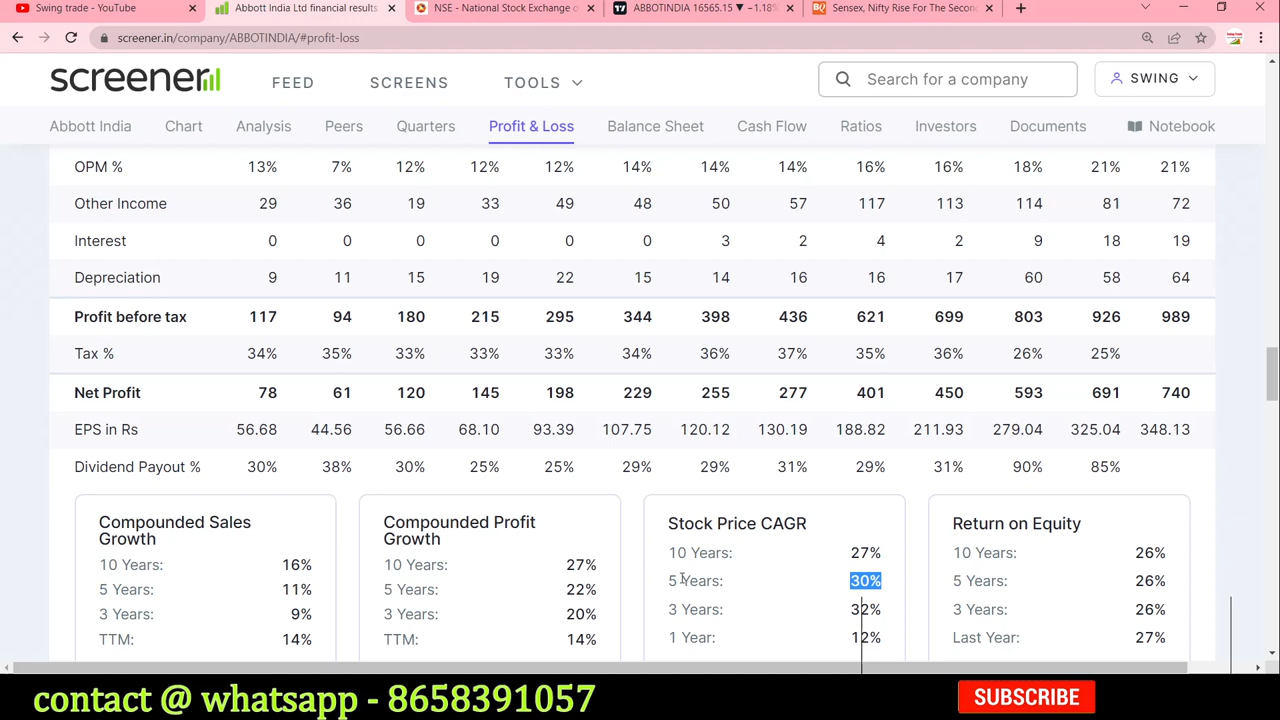 Swing trade - YouTube
Abbott India Ltd financial results
NSE - National Stock Exchange o
ABBOTINDIA 16565.15 ▼ −1.18%
Sensex, Nifty Rise For The Secon
screener.in/company/ABBOTINDIA/#profit-loss
screener
FEED
SCREENS
TOOLS
Search for a company
SWING
Abbott India
Chart
Analysis
Peers
Quarters
Profit & Loss
Balance Sheet
Cash Flow
Ratios
Investors
Documents
Notebook
OPM % 13% 7% 12% 12% 12% 14% 14% 14% 16% 16% 18% 21% 21%
Other Income 29 36 19 33 49 48 50 57 117 113 114 81 72
Interest 0 0 0 0 0 0 3 2 4 2 9 18 19
Depreciation 9 11 15 19 22 15 14 16 16 17 60 58 64
Profit before tax 117 94 180 215 295 344 398 436 621 699 803 926 989
Tax % 34% 35% 33% 33% 33% 34% 36% 37% 35% 36% 26% 25%
Net Profit 78 61 120 145 198 229 255 277 401 450 593 691 740
EPS in Rs 56.68 44.56 56.66 68.10 93.39 107.75 120.12 130.19 188.82 211.93 279.04 325.04 348.13
Dividend Payout % 30% 38% 30% 25% 25% 29% 29% 31% 29% 31% 90% 85%
Compounded Sales
Growth
10 Years: 16%
5 Years: 11%
3 Years: 9%
TTM: 14%
Compounded Profit
Growth
10 Years: 27%
5 Years: 22%
3 Years: 20%
TTM: 14%
Stock Price CAGR
10 Years: 27%
5 Years: 30%
3 Years: 32%
1 Year: 12%
Return on Equity
10 Years: 26%
5 Years: 26%
3 Years: 26%
Last Year: 27%
contact @ whatsapp - 8658391057
SUBSCRIBE